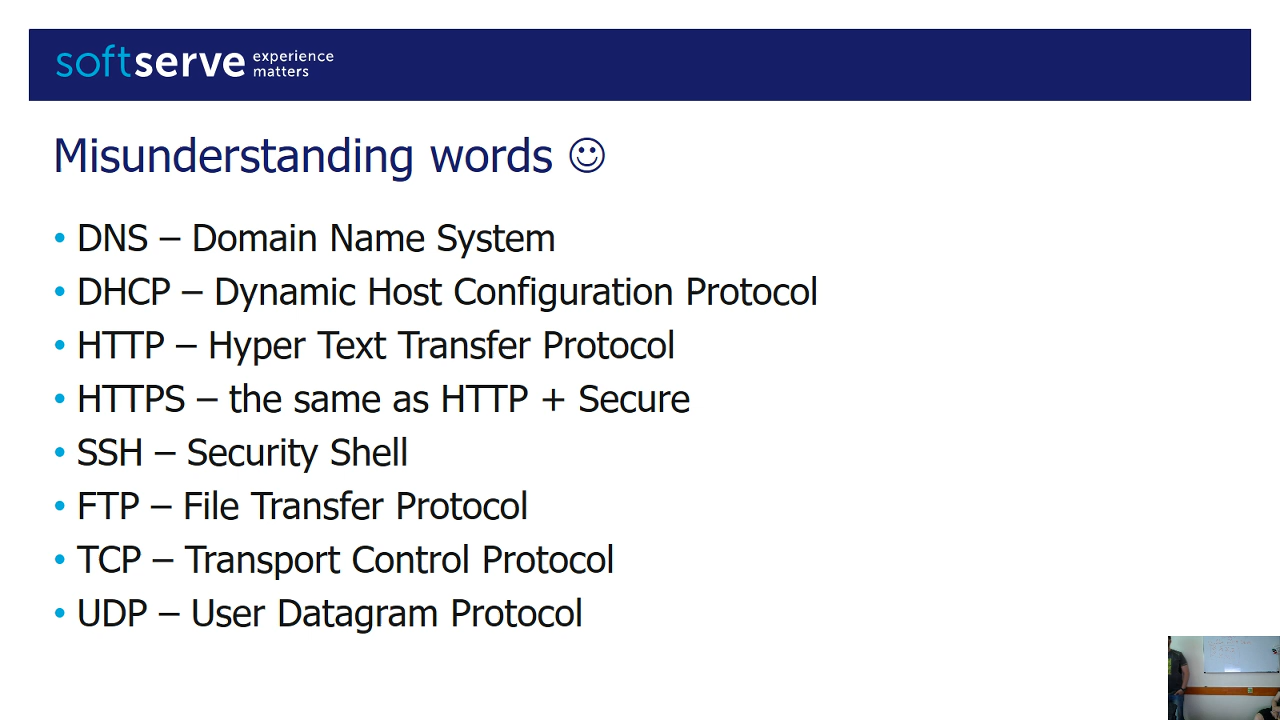 softserve experience matters
Misunderstanding words ☺
• DNS – Domain Name System
• DHCP – Dynamic Host Configuration Protocol
• HTTP – Hyper Text Transfer Protocol
• HTTPS – the same as HTTP + Secure
• SSH – Security Shell
• FTP – File Transfer Protocol
• TCP – Transport Control Protocol
• UDP – User Datagram Protocol